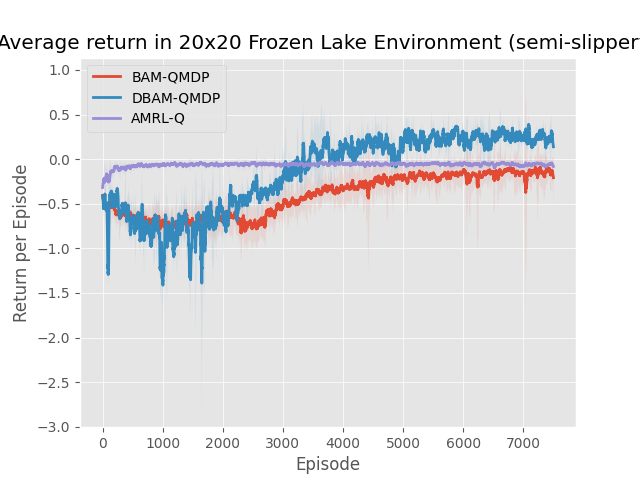 Average return in 20x20 Frozen Lake Environment (semi-slipper
BAM-QMDP
DBAM-QMDP
AMRL-Q
1.0
0.5
0.0
−0.5
−1.0
−1.5
−2.0
−2.5
−3.0
Return per Episode
0 1000 2000 3000 4000 5000 6000 7000
Episode